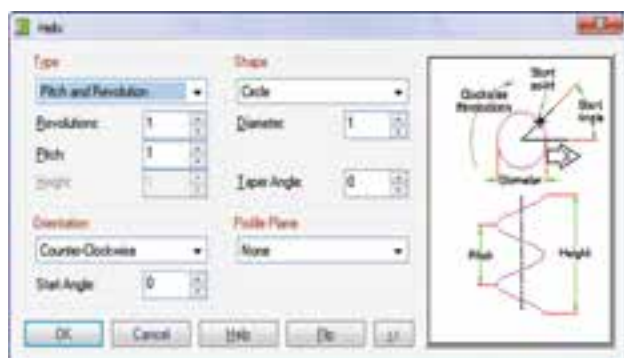 Helix
Type
Pitch and Revolution
Revolutions: 1
Pitch: 1
Height: 1
Orientation
Counter-Clockwise
Start Angle: 0
Shape
Circle
Diameter: 1
Taper Angle: 0
Profile Plane
None
OK Cancel Help Flip <<
Start
point
Clockwise
Revolutions
Start
Angle
Diameter
Pitch
Height